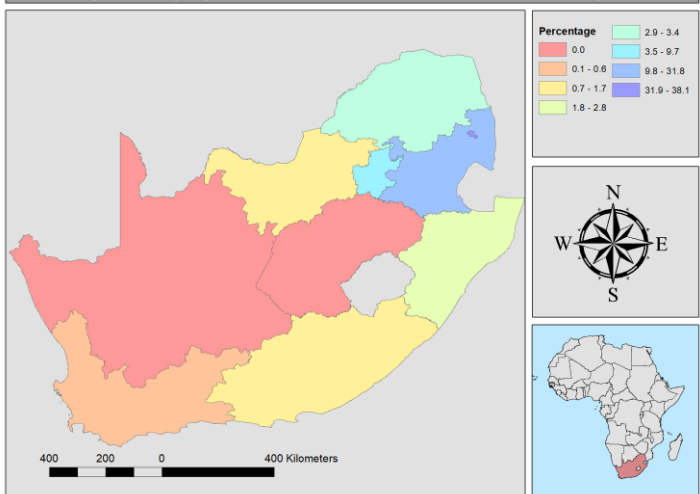 Percentage
0.0
0.1 - 0.6
0.7 - 1.7
1.8 - 2.8
2.9 - 3.4
3.5 - 9.7
9.8 - 31.8
31.9 - 38.1
N
W E
S
400 200 0 400 Kilometers